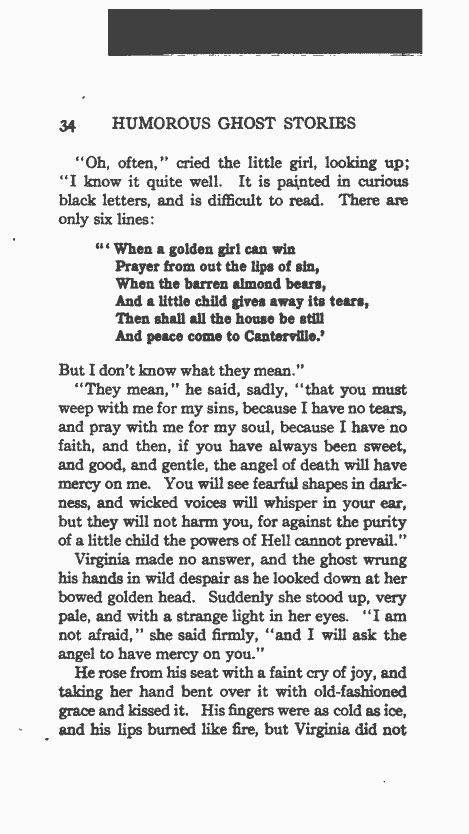 34 HUMOROUS GHOST STORIES
"Oh, often," cried the little girl, looking up;
"I know it quite well. It is painted in curious
black letters, and is difficult to read. There are
only six lines:
"'When a golden girl can win
Prayer from out the lips of sin,
When the barren almond bears,
And a little child gives away its tears,
Then shall all the house be still
And peace come to Canterville.'
But I don't know what they mean."
"They mean," he said, sadly, "that you must
weep with me for my sins, because I have no tears,
and pray with me for my soul, because I have no
faith, and then, if you have always been sweet,
and good, and gentle, the angel of death will have
mercy on me. You will see fearful shapes in dark-
ness, and wicked voices will whisper in your ear,
but they will not harm you, for against the purity
of a little child the powers of Hell cannot prevail."
Virginia made no answer, and the ghost wrung
his hands in wild despair as he looked down at her
bowed golden head. Suddenly she stood up, very
pale, and with a strange light in her eyes. "I am
not afraid," she said firmly, "and I will ask the
angel to have mercy on you."
He rose from his seat with a faint cry of joy, and
taking her hand bent over it with old-fashioned
grace and kissed it. His fingers were as cold as ice,
and his lips burned like fire, but Virginia did not